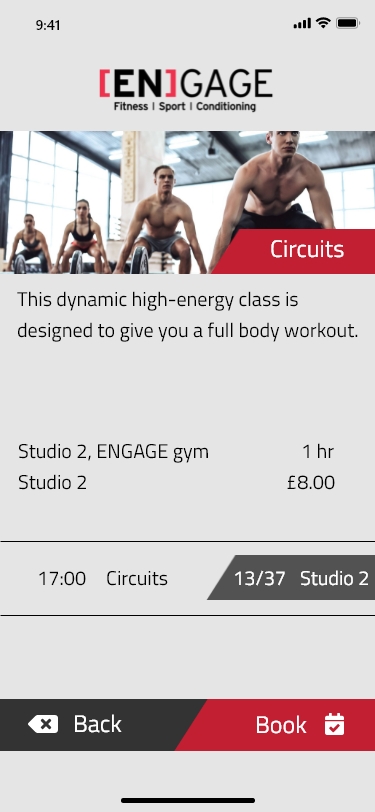 9:41
[EN]GAGE
Fitness | Sport | Conditioning
Circuits
This dynamic high-energy class is
designed to give you a full body workout.
Studio 2, ENGAGE gym 1 hr
Studio 2 £8.00
17:00 Circuits 13/37 Studio 2
Back Book